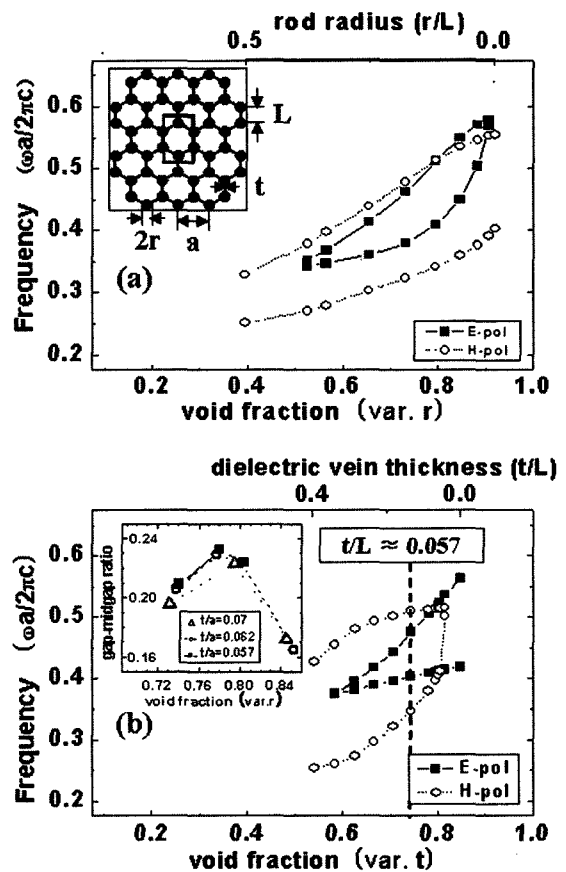 rod radius (r/L)
0.5 0.0
Frequency (ωa/2πc)
0.6
0.5
0.4
0.3
0.2
L
t
2r a
(a)
E-pol
H-pol
0.2 0.4 0.6 0.8 1.0
void fraction (var. r)
dielectric vein thickness (t/L)
0.4 0.0
t/L ≈ 0.057
Frequency (ωa/2πc)
0.6
0.5
0.4
0.3
0.2
gap-midgap ratio
0.24
0.20
0.16
t/a=0.07
t/a=0.062
t/a=0.057
0.72 0.76 0.80 0.84
void fraction (var.r)
(b)
E-pol
H-pol
0.2 0.4 0.6 0.8 1.0
void fraction (var. t)